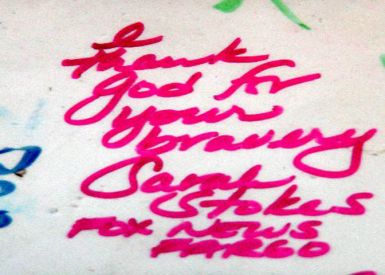 I
thank
god for
your
bravery
Sarah
Stokes
FOX NEWS
FARGO